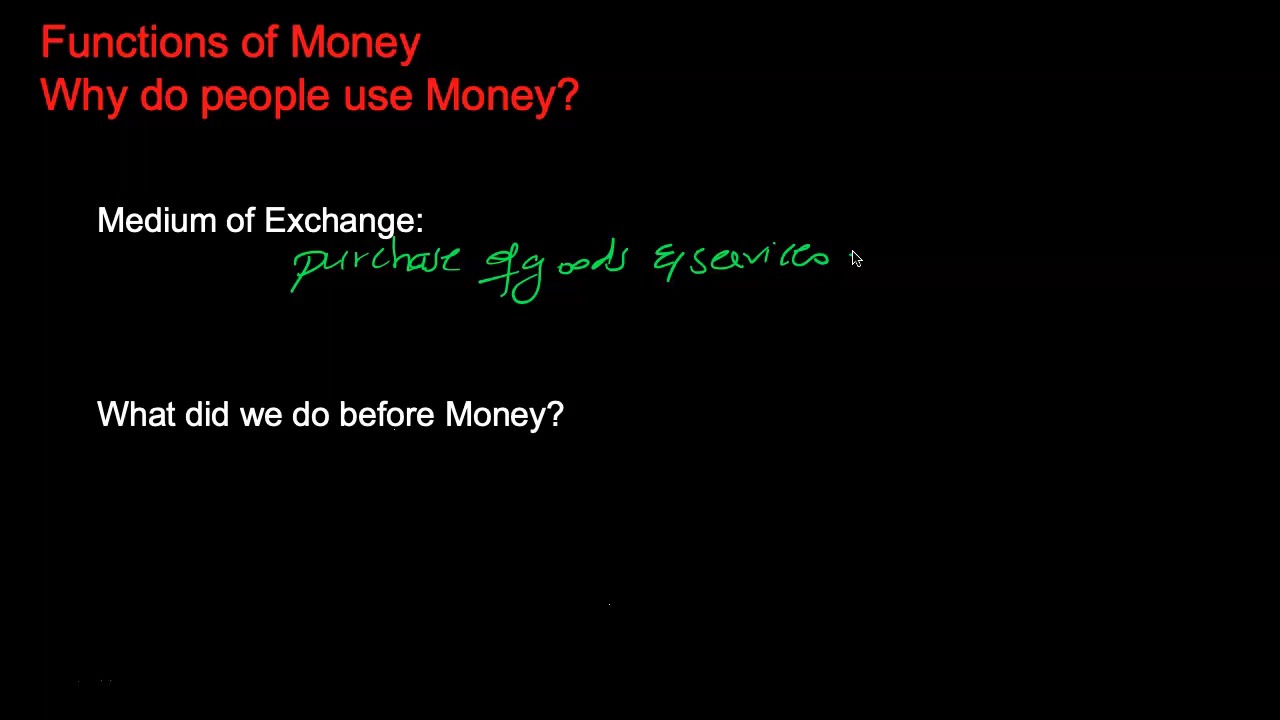 Functions of Money
Why do people use Money?
Medium of Exchange:
purchase of goods & services
What did we do before Money?